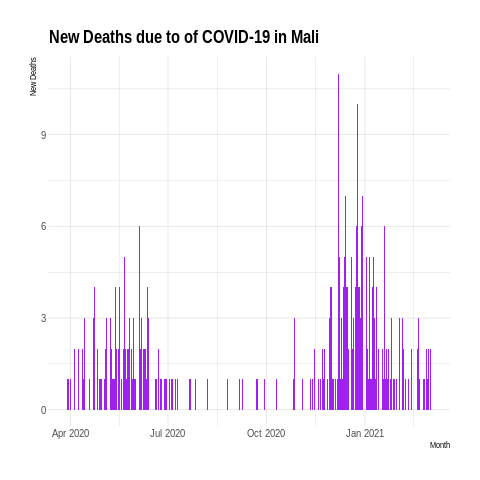 New Deaths due to of COVID-19 in Mali
New Deaths
9
6
3
0
Apr 2020 Jul 2020 Oct 2020 Jan 2021
Month